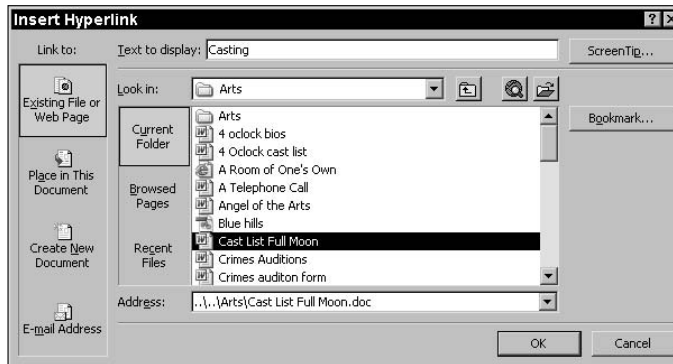 Insert Hyperlink
Link to:
Text to display: Casting
ScreenTip...
Existing File or
Web Page
Look in: Arts
Bookmark...
Current
Folder
Arts
4 oclock bios
4 Oclock cast list
A Room of One's Own
Place in This
Document
Browsed
Pages
A Telephone Call
Angel of the Arts
Blue hills
Create New
Document
Recent
Files
Cast List Full Moon
Crimes Auditions
Crimes auditon form
E-mail Address
Address: ..\..\Arts\Cast List Full Moon.doc
OK Cancel